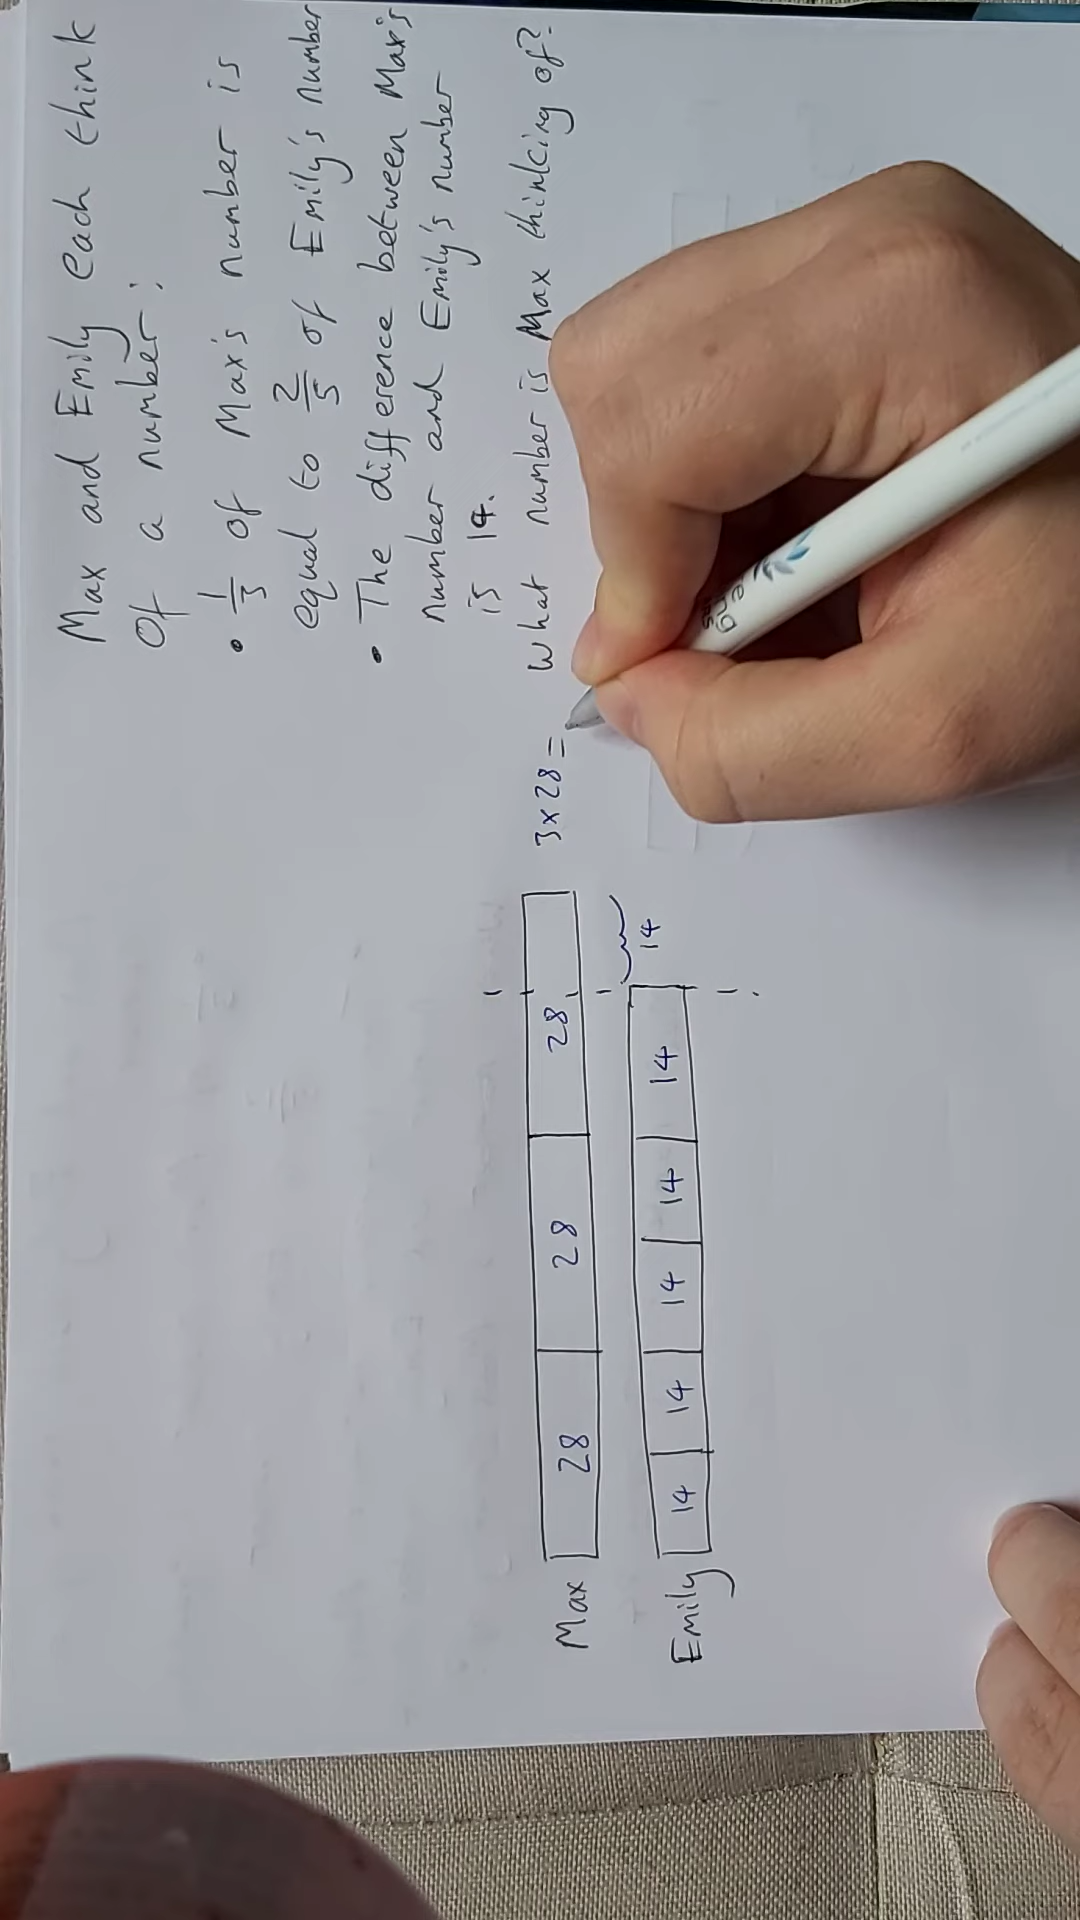 Max and Emily each think
of a number:
• 1/3 of Max's number is
equal to 2/5 of Emily's number
• The difference between Max's
number and Emily's number
is 14.
What number is Max thinking of?
Max 28 28 28 3 x 28 =
14
Emily 14 14 14 14 14